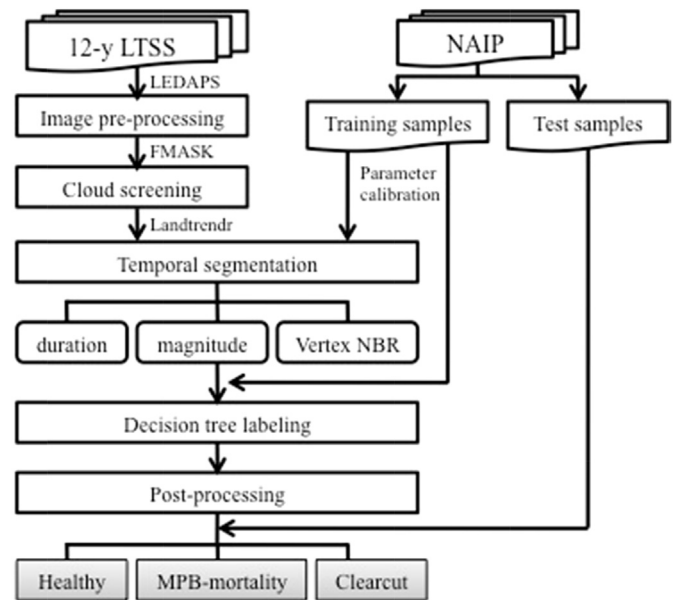 12-y LTSS
NAIP
LEDAPS
Image pre-processing
Training samples
Test samples
FMASK
Parameter
calibration
Cloud screening
Landtrendr
Temporal segmentation
duration
magnitude
Vertex NBR
Decision tree labeling
Post-processing
Healthy
MPB-mortality
Clearcut